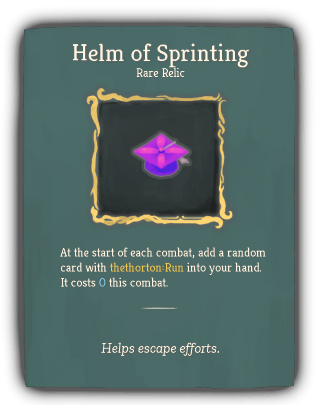 Helm of Sprinting
Rare Relic
At the start of each combat, add a random
card with thethorton:Run into your hand.
It costs 0 this combat.
Helps escape efforts.